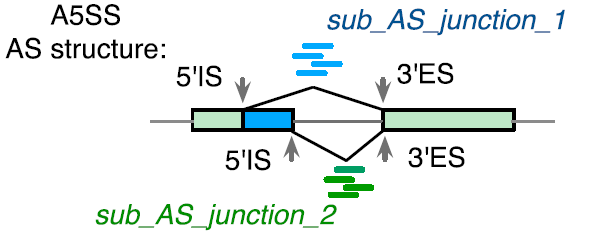 A5SS
AS structure:
sub_AS_junction_1
5'IS
3'ES
5'IS
3'ES
sub_AS_junction_2